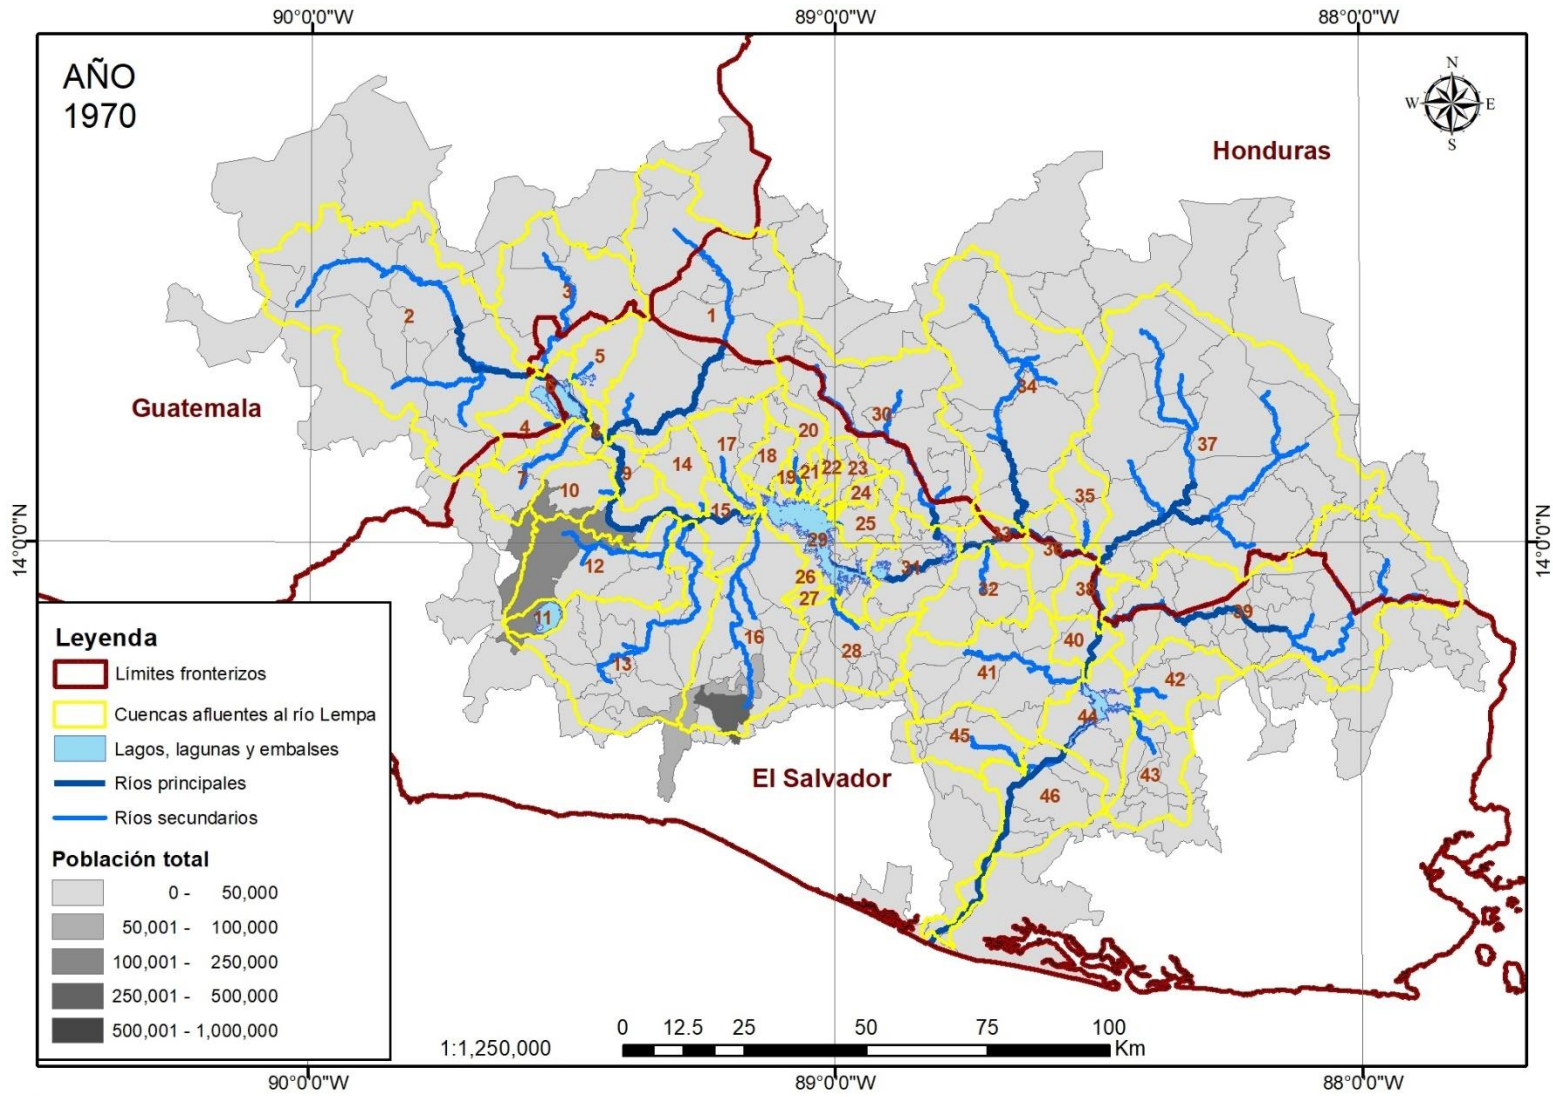 90°0'0"W
89°0'0"W
88°0'0"W
AÑO
1970
N
W
E
S
Honduras
2
3
1
5
6
Guatemala
4
30
34
20
37
17
18
14
22
23
7
9
10
19
21
24
35
15
25
14°0'0"N
14°0'0"N
29
33
36
12
26
31
32
38
27
11
39
16
40
13
28
41
42
44
45
43
46
El Salvador
Leyenda
Límites fronterizos
Cuencas afluentes al río Lempa
Lagos, lagunas y embalses
Ríos principales
Ríos secundarios
Población total
0 - 50,000
50,001 - 100,000
100,001 - 250,000
250,001 - 500,000
500,001 - 1,000,000
0 12.5 25 50 75 100
1:1,250,000
Km
90°0'0"W
89°0'0"W
88°0'0"W